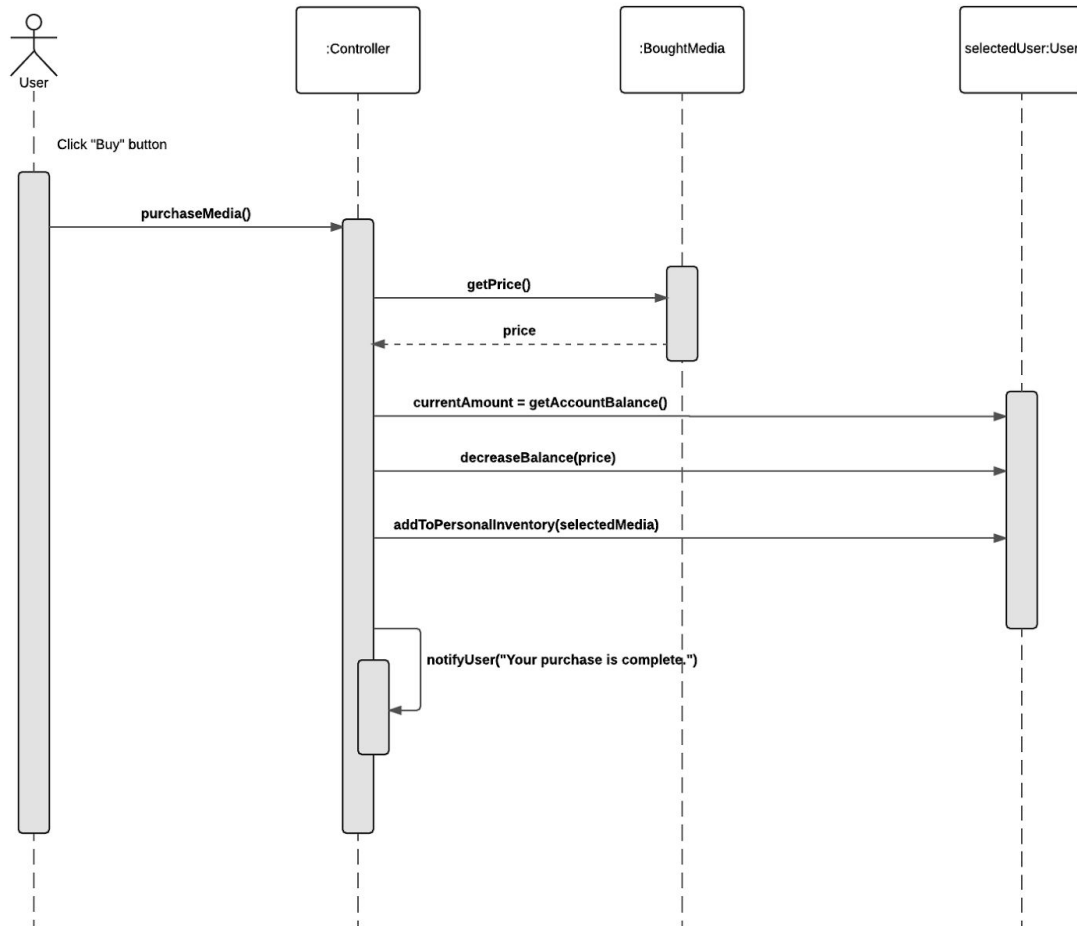 :Controller
:BoughtMedia
selectedUser:User
User
Click "Buy" button
purchaseMedia()
getPrice()
price
currentAmount = getAccountBalance()
decreaseBalance(price)
addToPersonalInventory(selectedMedia)
notifyUser("Your purchase is complete.")